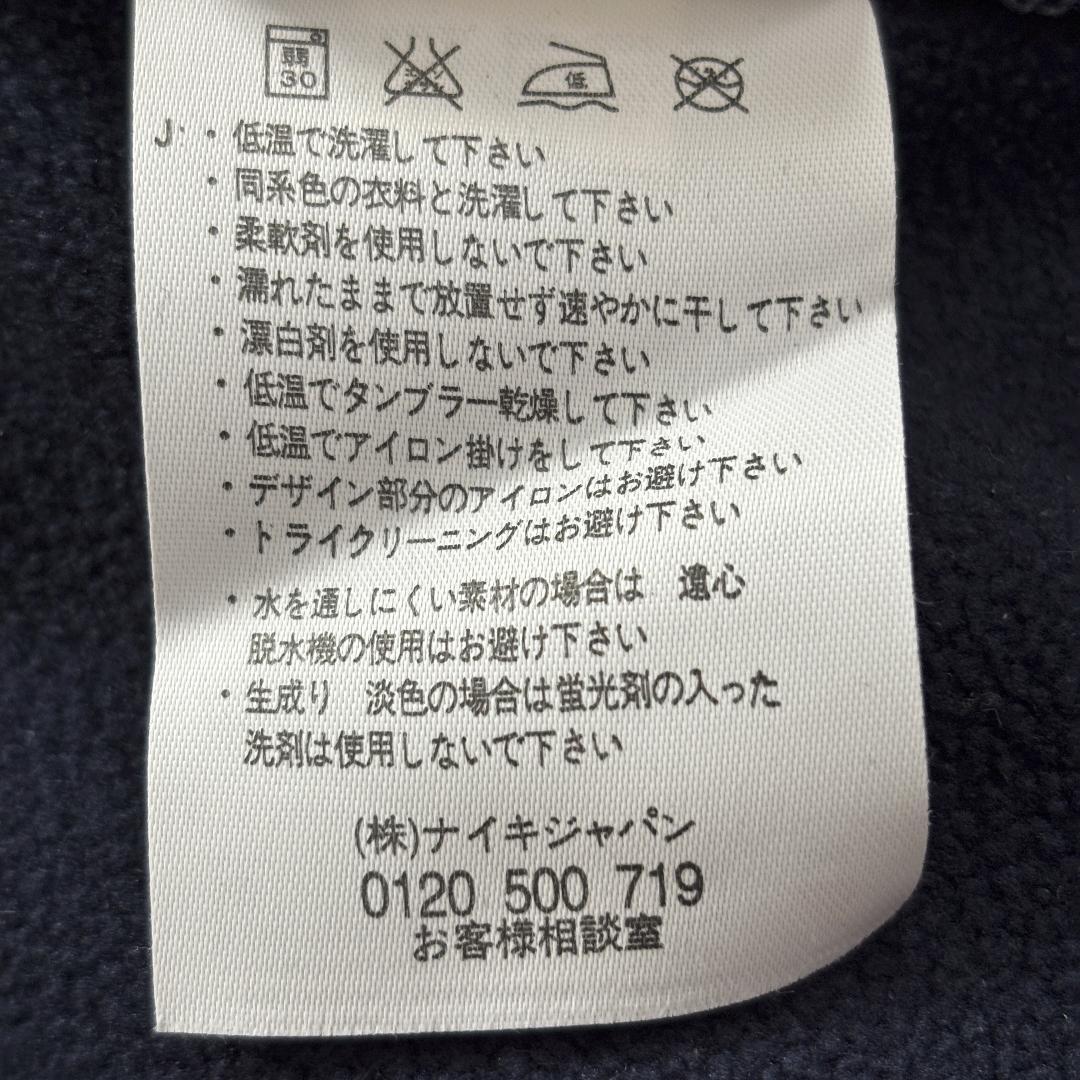 弱
30
低
J ・低温で洗濯して下さい
・同系色の衣料と洗濯して下さい
・柔軟剤を使用しないで下さい
・濡れたままで放置せず速やかに干して下さい
・漂白剤を使用しないで下さい
・低温でタンブラー乾燥して下さい
・低温でアイロン掛けをして下さい
・デザイン部分のアイロンはお避け下さい
・ドライクリーニングはお避け下さい
・水を通しにくい素材の場合は 遠心
脱水機の使用はお避け下さい
・生成り 淡色の場合は蛍光剤の入った
洗剤は使用しないで下さい
(株)ナイキジャパン
0120 500 719
お客様相談室